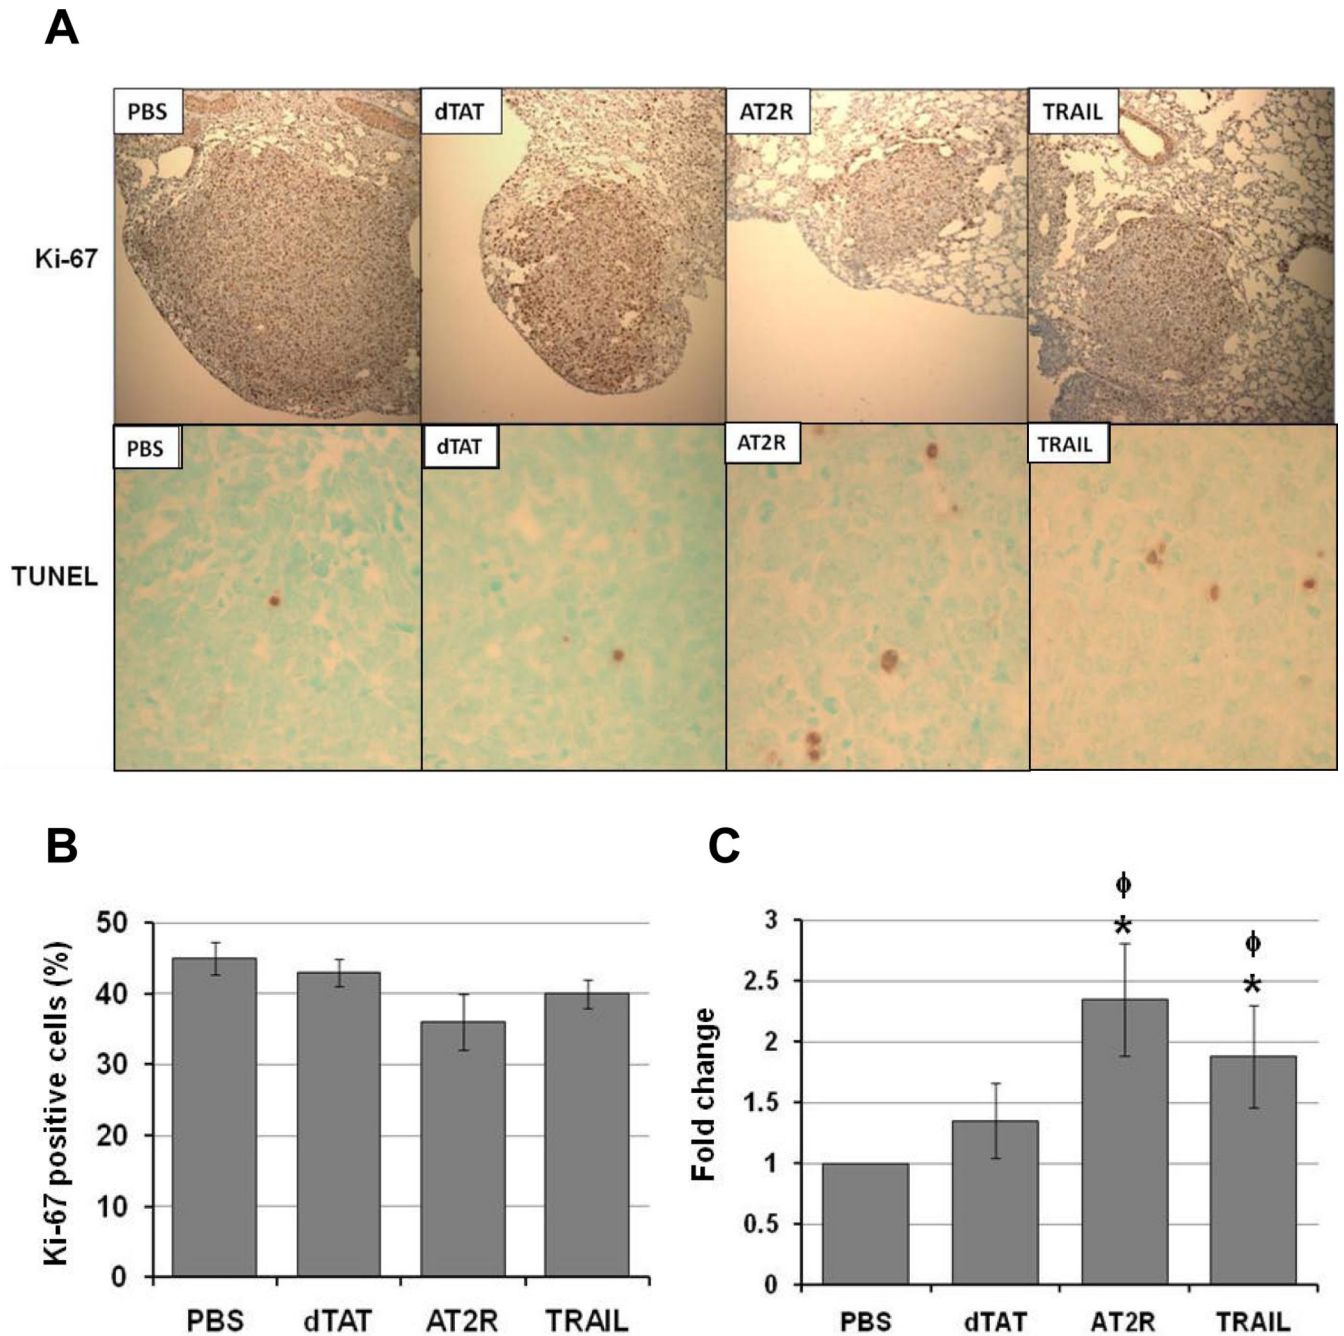 A
PBS dTAT AT2R TRAIL
Ki-67
PBS dTAT AT2R TRAIL
TUNEL
B
Ki-67 positive cells (%)
50
40
30
20
10
0
PBS dTAT AT2R TRAIL
C
Fold change
3
2.5
2
1.5
1
0.5
0
ϕ
*
ϕ
*
PBS dTAT AT2R TRAIL